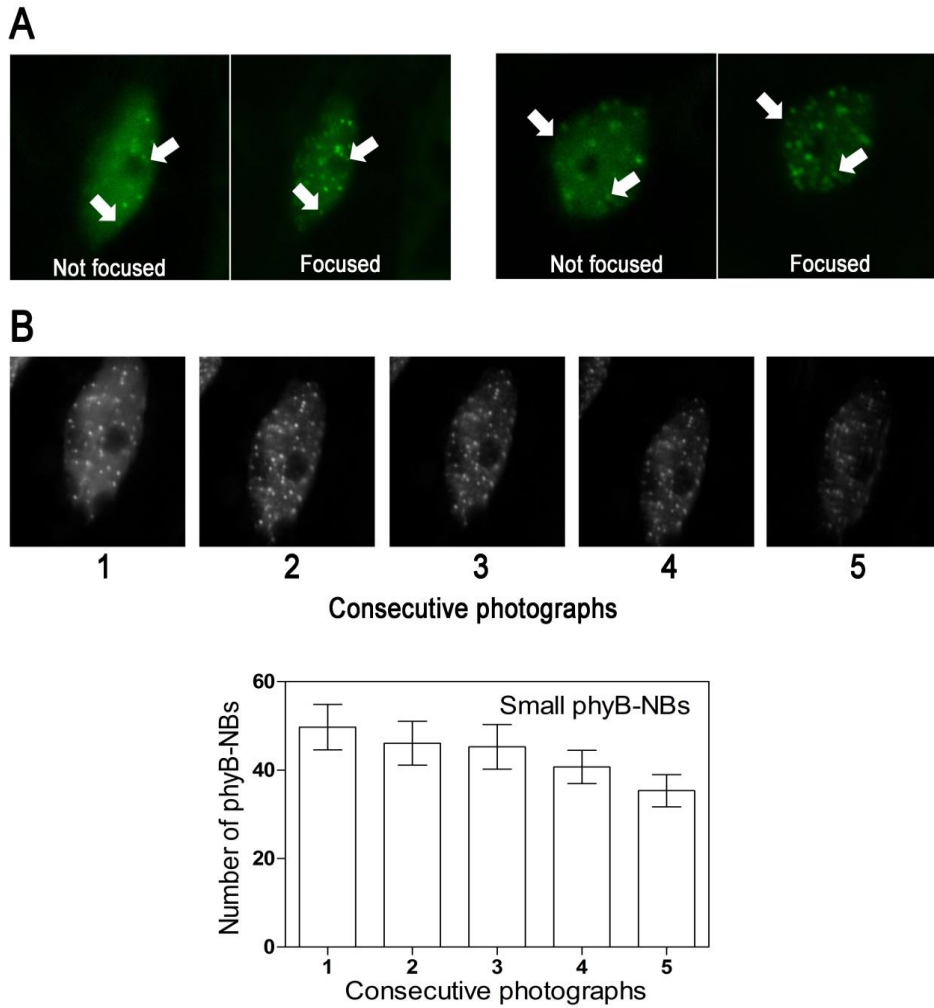 A
Not focused
Focused
Not focused
Focused
B
1
2
3
4
5
Consecutive photographs
60
40
20
0
Number of phyB-NBs
Small phyB-NBs
1
2
3
4
5
Consecutive photographs